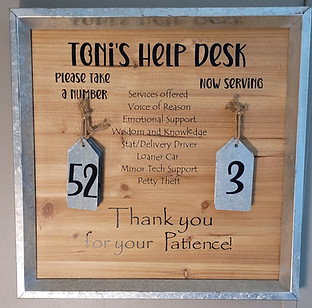 TONI'S HELP DESK
PLEASE TAKE
A NUMBER
NOW SERVING
Services offered
Voice of Reason
Emotional Support
Wisdom and Knowledge
Stat/Delivery Driver
Loaner Car
Minor Tech Support
Petty Theft
52
3
Thank you
for your Patience!